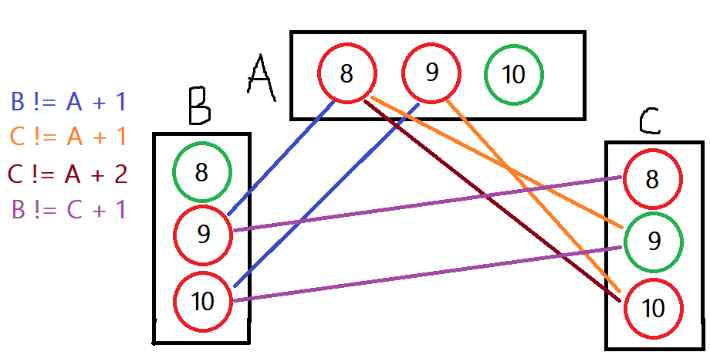 A
8 9 10
B != A + 1
C != A + 1
C != A + 2
B != C + 1
B
8
9
10
C
8
9
10